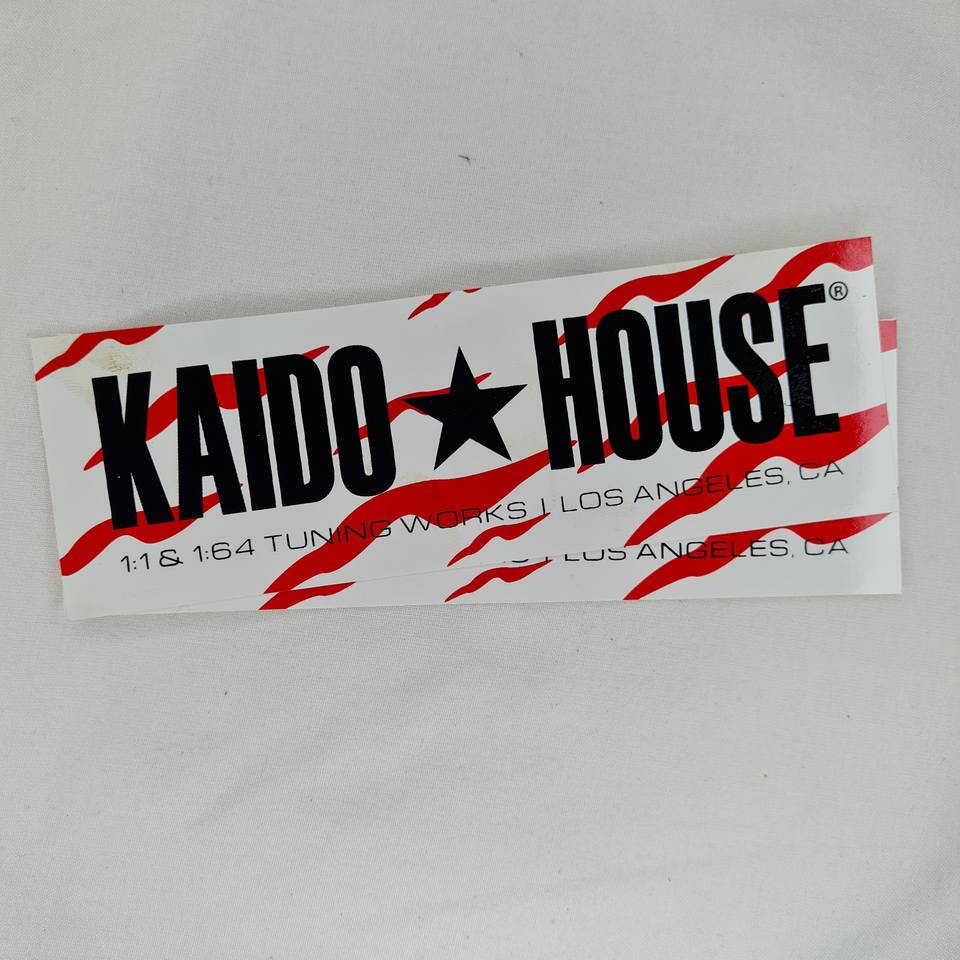 KAIDO★HOUSE®
1:1 & 1:64 TUNING WORKS | LOS ANGELES, CA
LOS ANGELES, CA